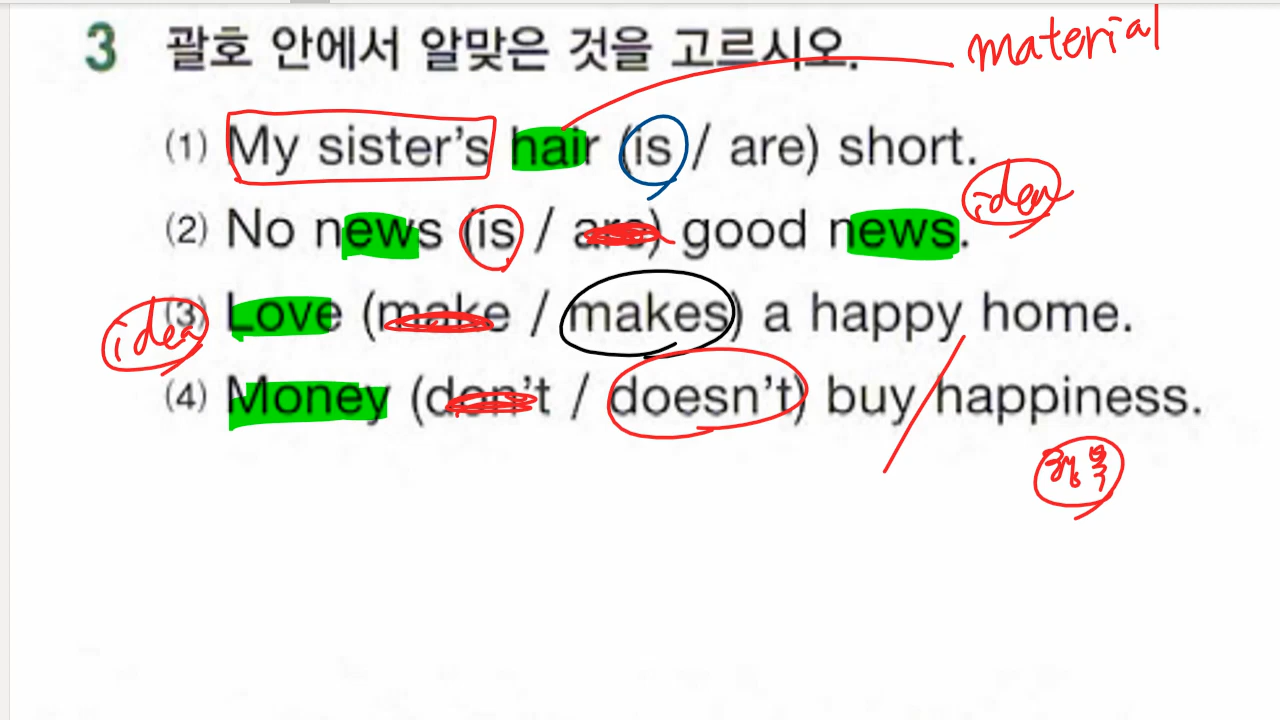 3 괄호 안에서 알맞은 것을 고르시오.
material
(1) My sister's hair (is / are) short.
idea
(2) No news (is / are) good news.
(3) Love (make / makes) a happy home.
idea
(4) Money (don't / doesn't) buy happiness.
행복